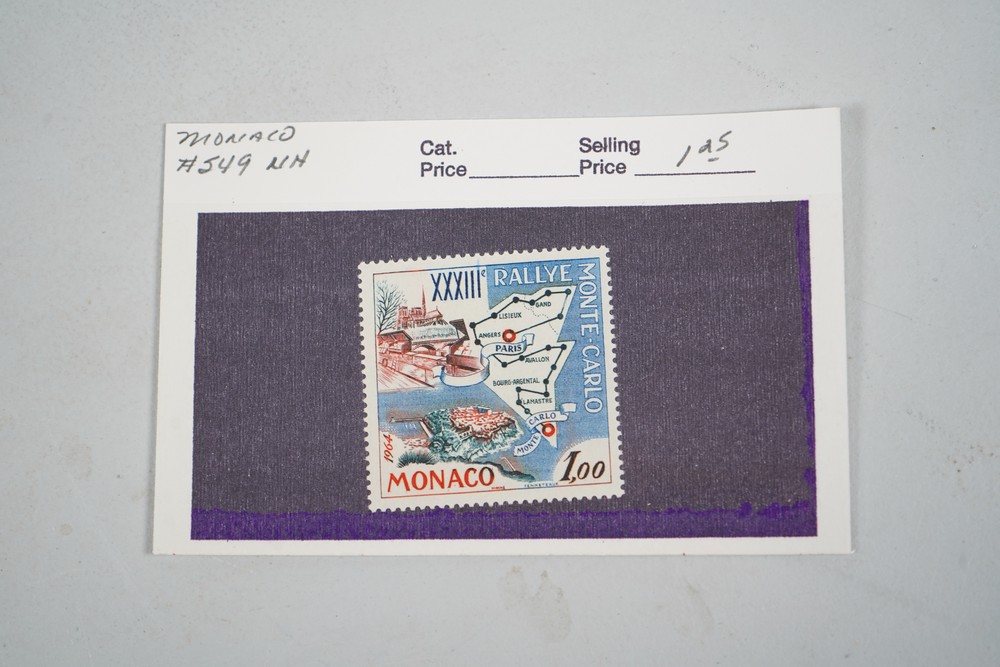 MONACO
#549 NH
Cat.
Price
Selling
Price 1 25
XXXIIIe RALLYE MONTE-CARLO
GAND
LISIEUX
ANGERS
PARIS
AVALLON
BOURG-ARGENTAL
LAMASTRE
MONTE CARLO
1964
MONACO
1,00